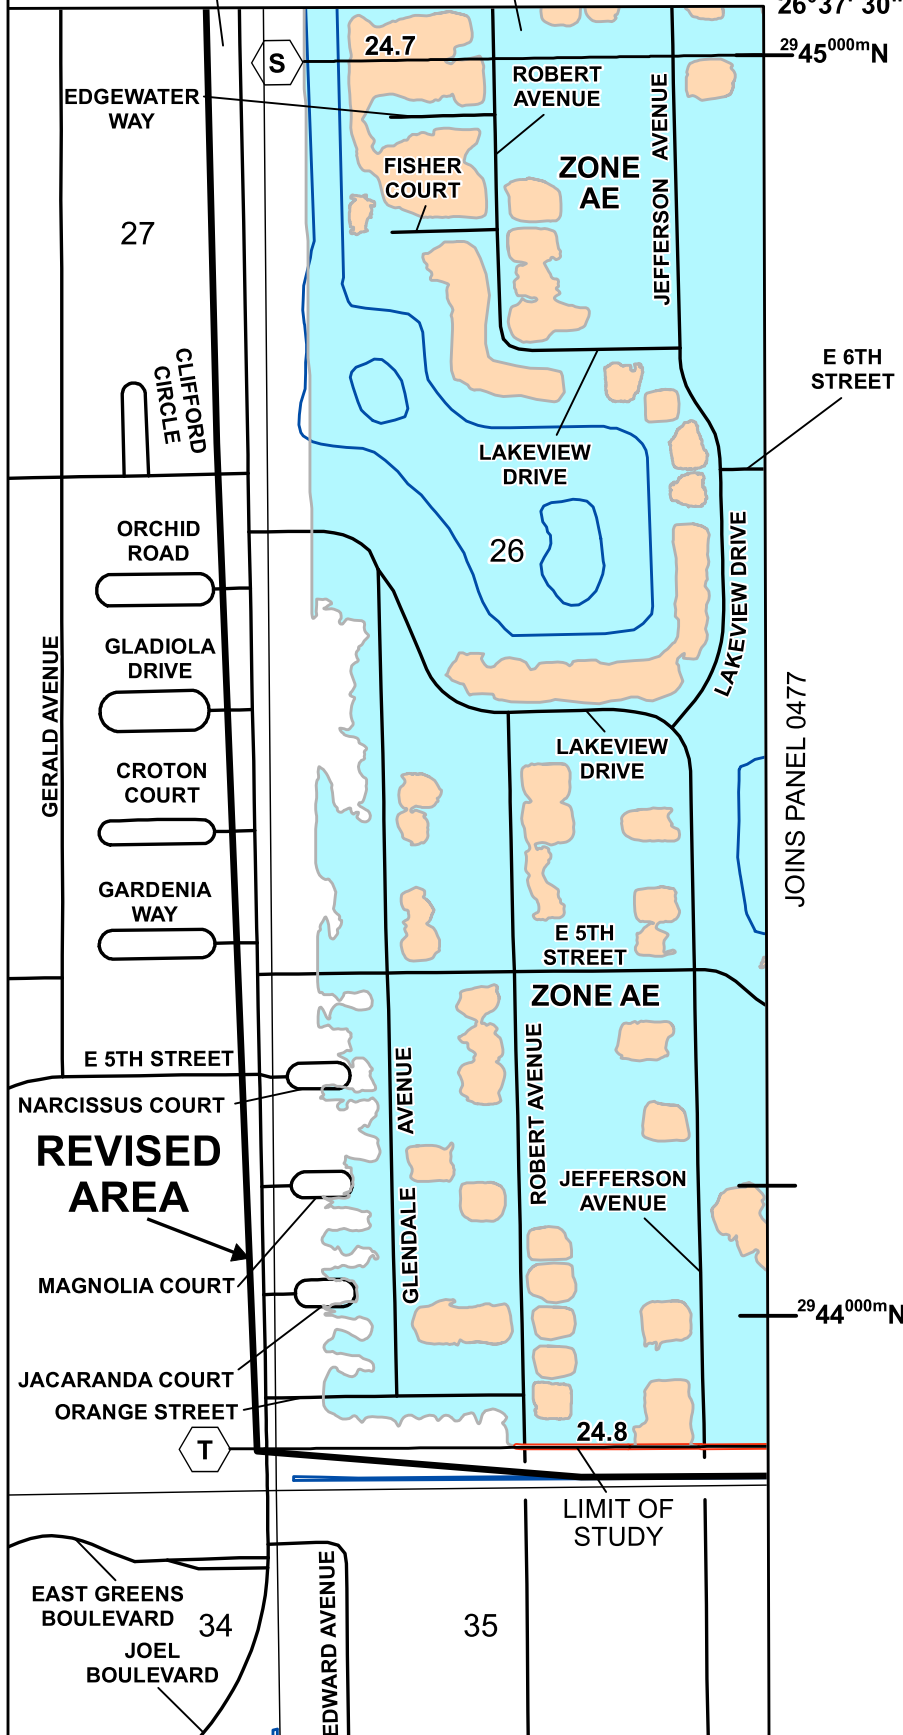 26°37' 30"
24.7
S
2945000mN
EDGEWATER
WAY
ROBERT
AVENUE
JEFFERSON AVENUE
FISHER
COURT
ZONE
AE
27
CLIFFORD
CIRCLE
E 6TH
STREET
LAKEVIEW
DRIVE
ORCHID
ROAD
26
LAKEVIEW DRIVE
GLADIOLA
DRIVE
GERALD AVENUE
LAKEVIEW
DRIVE
JOINS PANEL 0477
CROTON
COURT
GARDENIA
WAY
E 5TH
STREET
ZONE AE
E 5TH STREET
NARCISSUS COURT
GLENDALE AVENUE
ROBERT AVENUE
REVISED
AREA
JEFFERSON
AVENUE
MAGNOLIA COURT
2944000mN
JACARANDA COURT
ORANGE STREET
24.8
T
LIMIT OF
STUDY
EAST GREENS
BOULEVARD
34
35
EDWARD AVENUE
JOEL
BOULEVARD